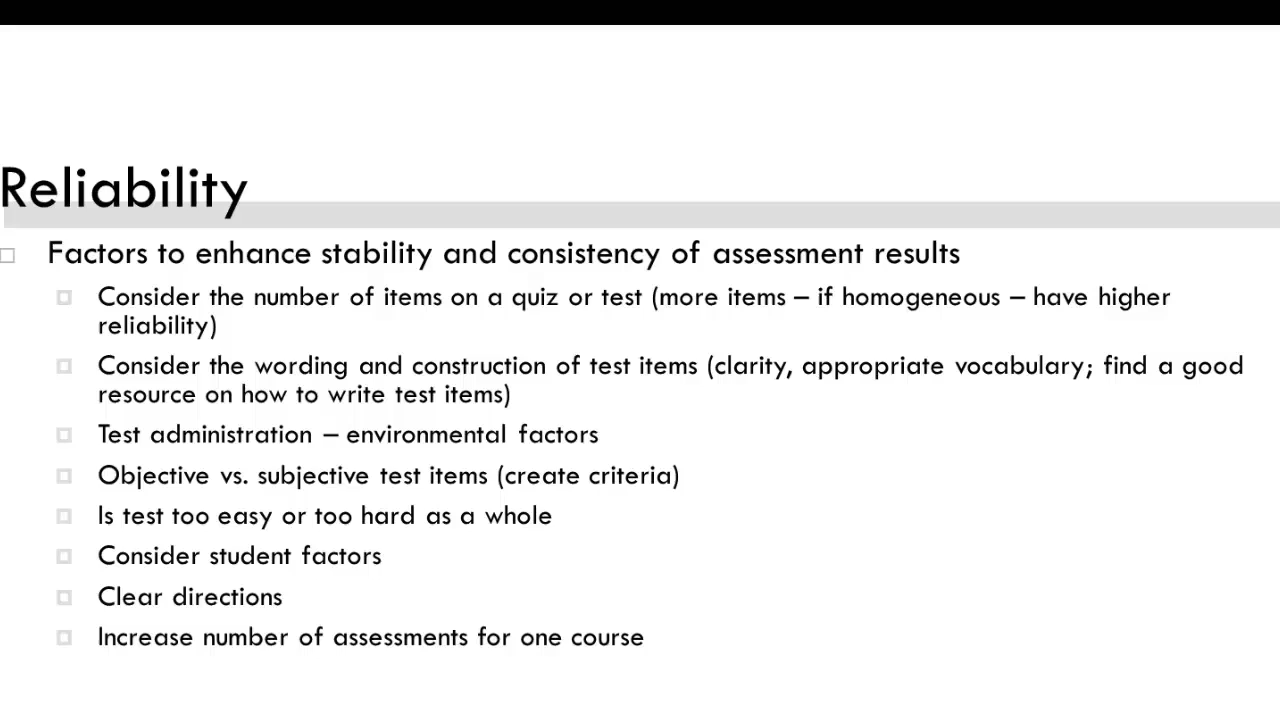 Reliability
Factors to enhance stability and consistency of assessment results
Consider the number of items on a quiz or test (more items – if homogeneous – have higher
reliability)
Consider the wording and construction of test items (clarity, appropriate vocabulary; find a good
resource on how to write test items)
Test administration – environmental factors
Objective vs. subjective test items (create criteria)
Is test too easy or too hard as a whole
Consider student factors
Clear directions
Increase number of assessments for one course